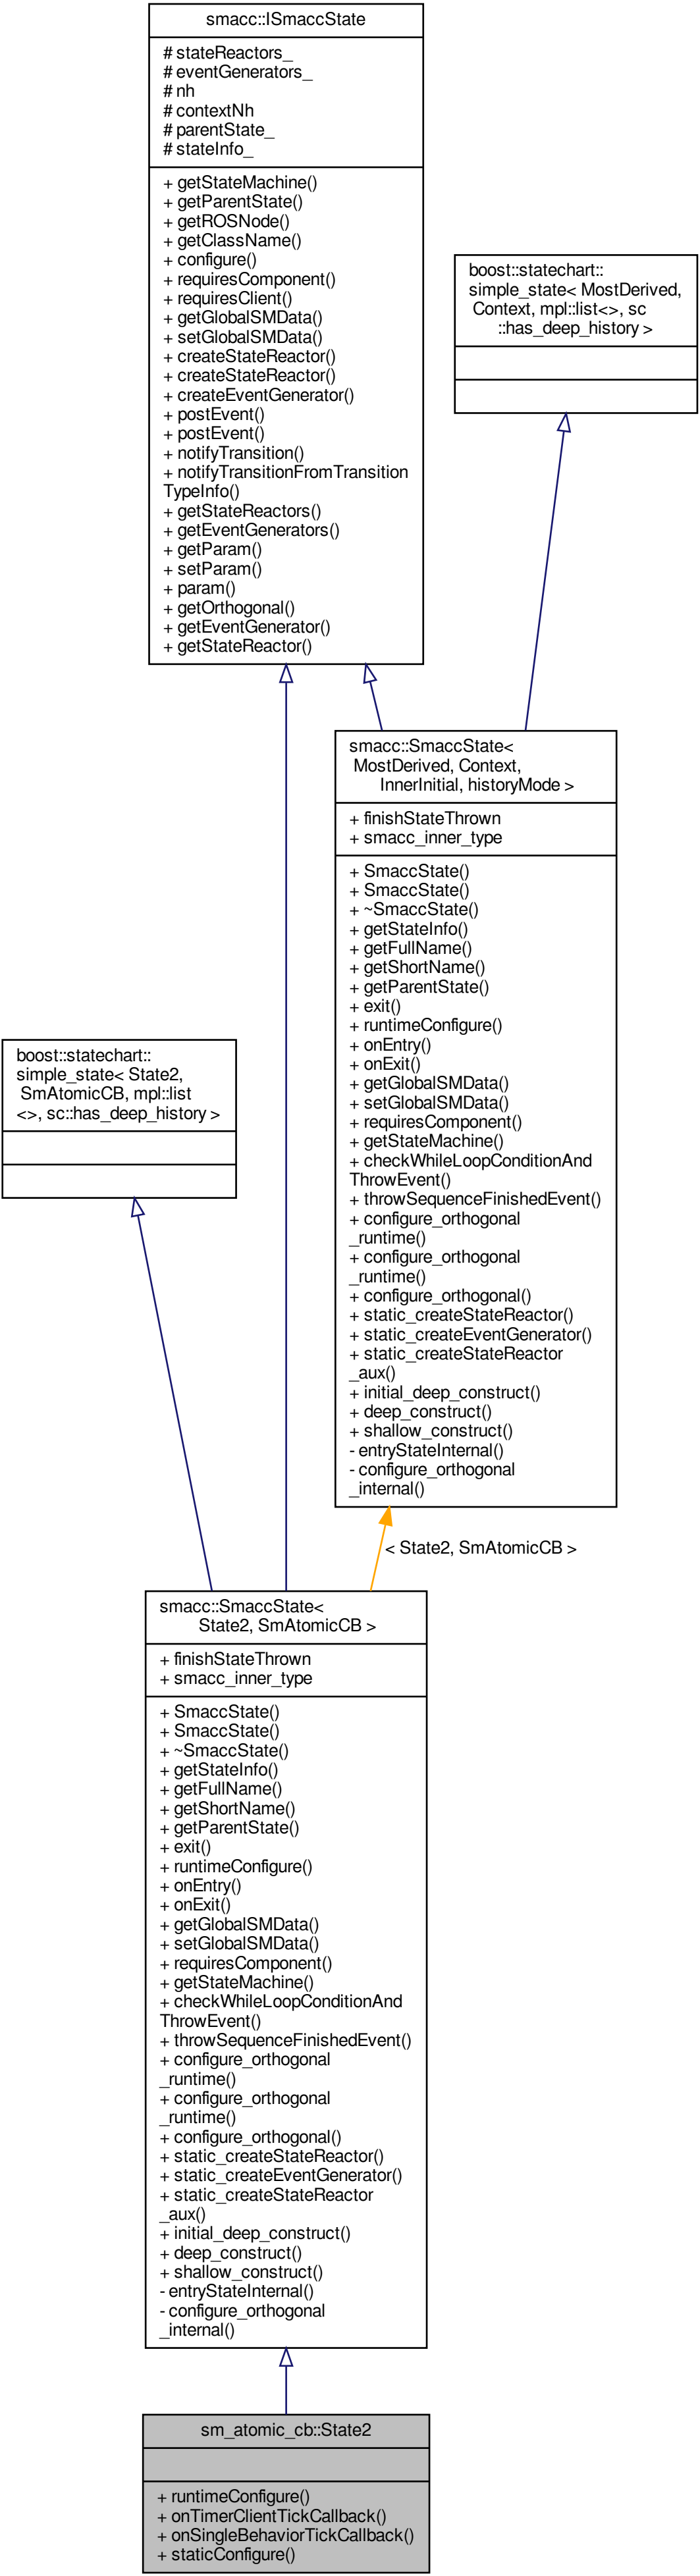 smacc::ISmaccState
# stateReactors_
# eventGenerators_
# nh
# contextNh
# parentState_
# stateInfo_
+ getStateMachine()
+ getParentState()
+ getROSNode()
+ getClassName()
+ configure()
+ requiresComponent()
+ requiresClient()
+ getGlobalSMData()
+ setGlobalSMData()
+ createStateReactor()
+ createStateReactor()
+ createEventGenerator()
+ postEvent()
+ postEvent()
+ notifyTransition()
+ notifyTransitionFromTransition
TypeInfo()
+ getStateReactors()
+ getEventGenerators()
+ getParam()
+ setParam()
+ param()
+ getOrthogonal()
+ getEventGenerator()
+ getStateReactor()
boost::statechart::
simple_state< MostDerived,
Context, mpl::list<>, sc
::has_deep_history >
smacc::SmaccState<
MostDerived, Context,
InnerInitial, historyMode >
+ finishStateThrown
+ smacc_inner_type
+ SmaccState()
+ SmaccState()
+ ~SmaccState()
+ getStateInfo()
+ getFullName()
+ getShortName()
+ getParentState()
+ exit()
+ runtimeConfigure()
+ onEntry()
+ onExit()
+ getGlobalSMData()
+ setGlobalSMData()
+ requiresComponent()
+ getStateMachine()
+ checkWhileLoopConditionAnd
ThrowEvent()
+ throwSequenceFinishedEvent()
+ configure_orthogonal
_runtime()
+ configure_orthogonal
_runtime()
+ configure_orthogonal()
+ static_createStateReactor()
+ static_createEventGenerator()
+ static_createStateReactor
_aux()
+ initial_deep_construct()
+ deep_construct()
+ shallow_construct()
- entryStateInternal()
- configure_orthogonal
_internal()
boost::statechart::
simple_state< State2,
SmAtomicCB, mpl::list
<>, sc::has_deep_history >
< State2, SmAtomicCB >
smacc::SmaccState<
State2, SmAtomicCB >
+ finishStateThrown
+ smacc_inner_type
+ SmaccState()
+ SmaccState()
+ ~SmaccState()
+ getStateInfo()
+ getFullName()
+ getShortName()
+ getParentState()
+ exit()
+ runtimeConfigure()
+ onEntry()
+ onExit()
+ getGlobalSMData()
+ setGlobalSMData()
+ requiresComponent()
+ getStateMachine()
+ checkWhileLoopConditionAnd
ThrowEvent()
+ throwSequenceFinishedEvent()
+ configure_orthogonal
_runtime()
+ configure_orthogonal
_runtime()
+ configure_orthogonal()
+ static_createStateReactor()
+ static_createEventGenerator()
+ static_createStateReactor
_aux()
+ initial_deep_construct()
+ deep_construct()
+ shallow_construct()
- entryStateInternal()
- configure_orthogonal
_internal()
sm_atomic_cb::State2
+ runtimeConfigure()
+ onTimerClientTickCallback()
+ onSingleBehaviorTickCallback()
+ staticConfigure()